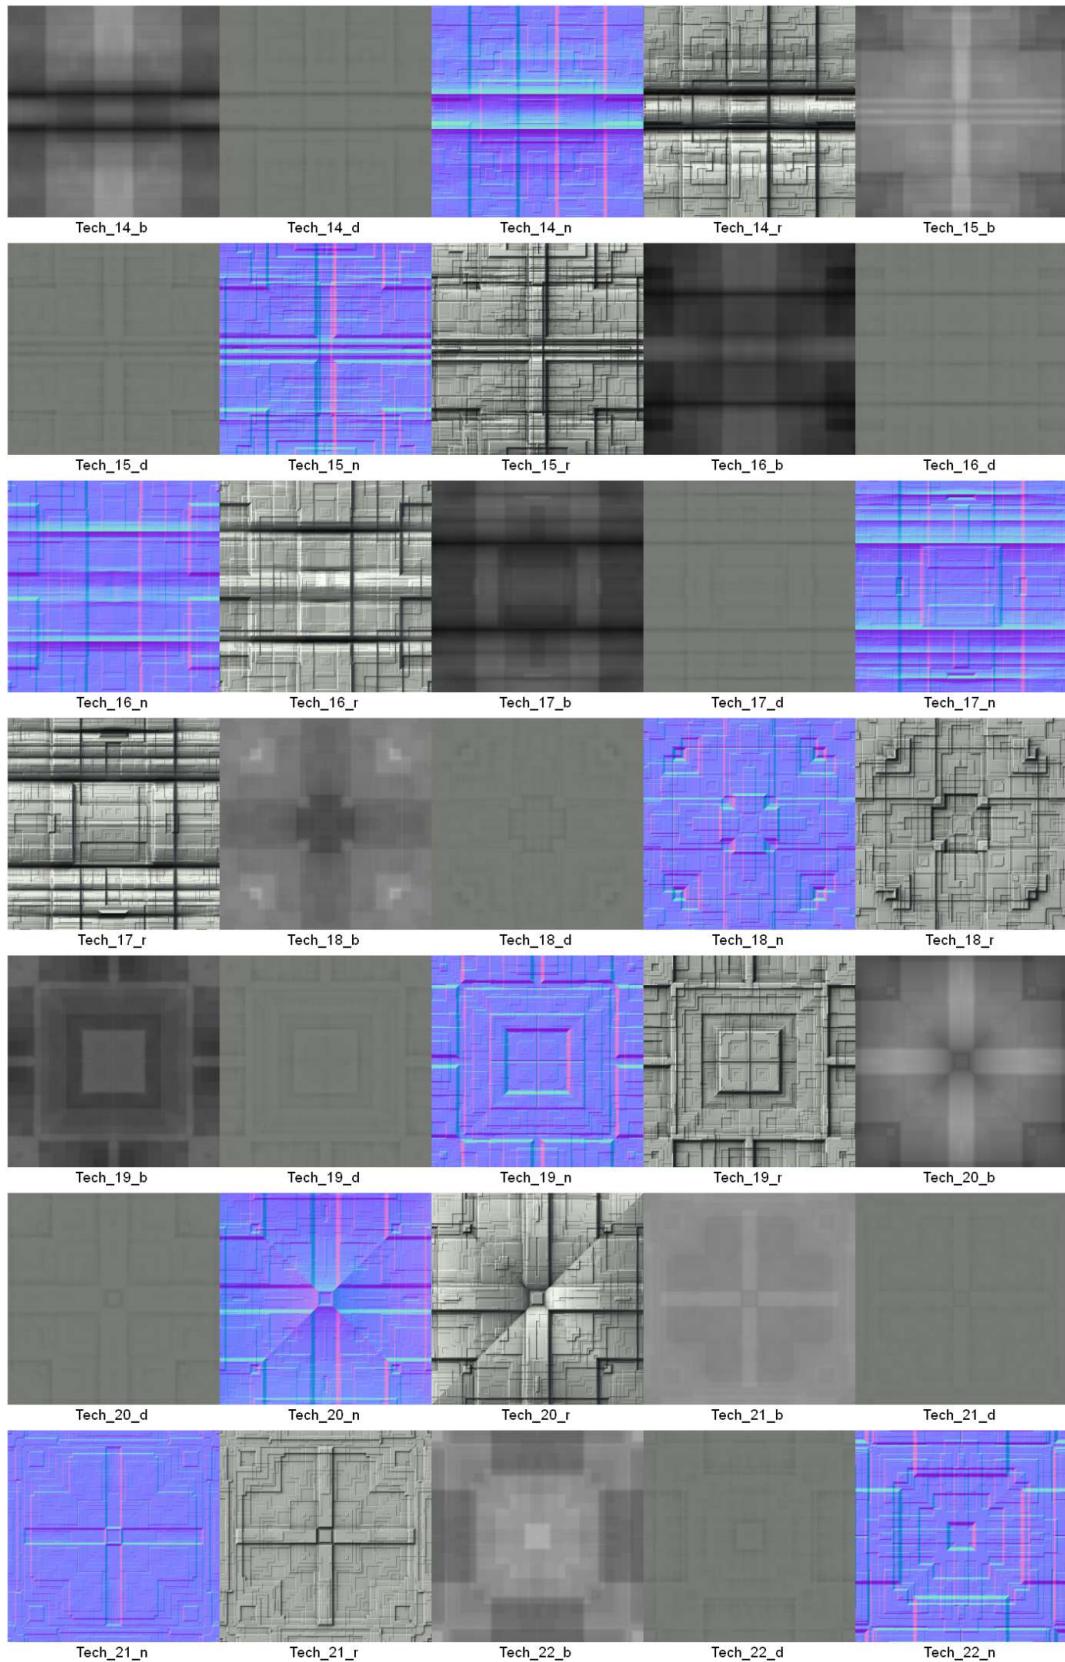 Tech_14_b Tech_14_d Tech_14_n Tech_14_r Tech_15_b
Tech_15_d Tech_15_n Tech_15_r Tech_16_b Tech_16_d
Tech_16_n Tech_16_r Tech_17_b Tech_17_d Tech_17_n
Tech_17_r Tech_18_b Tech_18_d Tech_18_n Tech_18_r
Tech_19_b Tech_19_d Tech_19_n Tech_19_r Tech_20_b
Tech_20_d Tech_20_n Tech_20_r Tech_21_b Tech_21_d
Tech_21_n Tech_21_r Tech_22_b Tech_22_d Tech_22_n